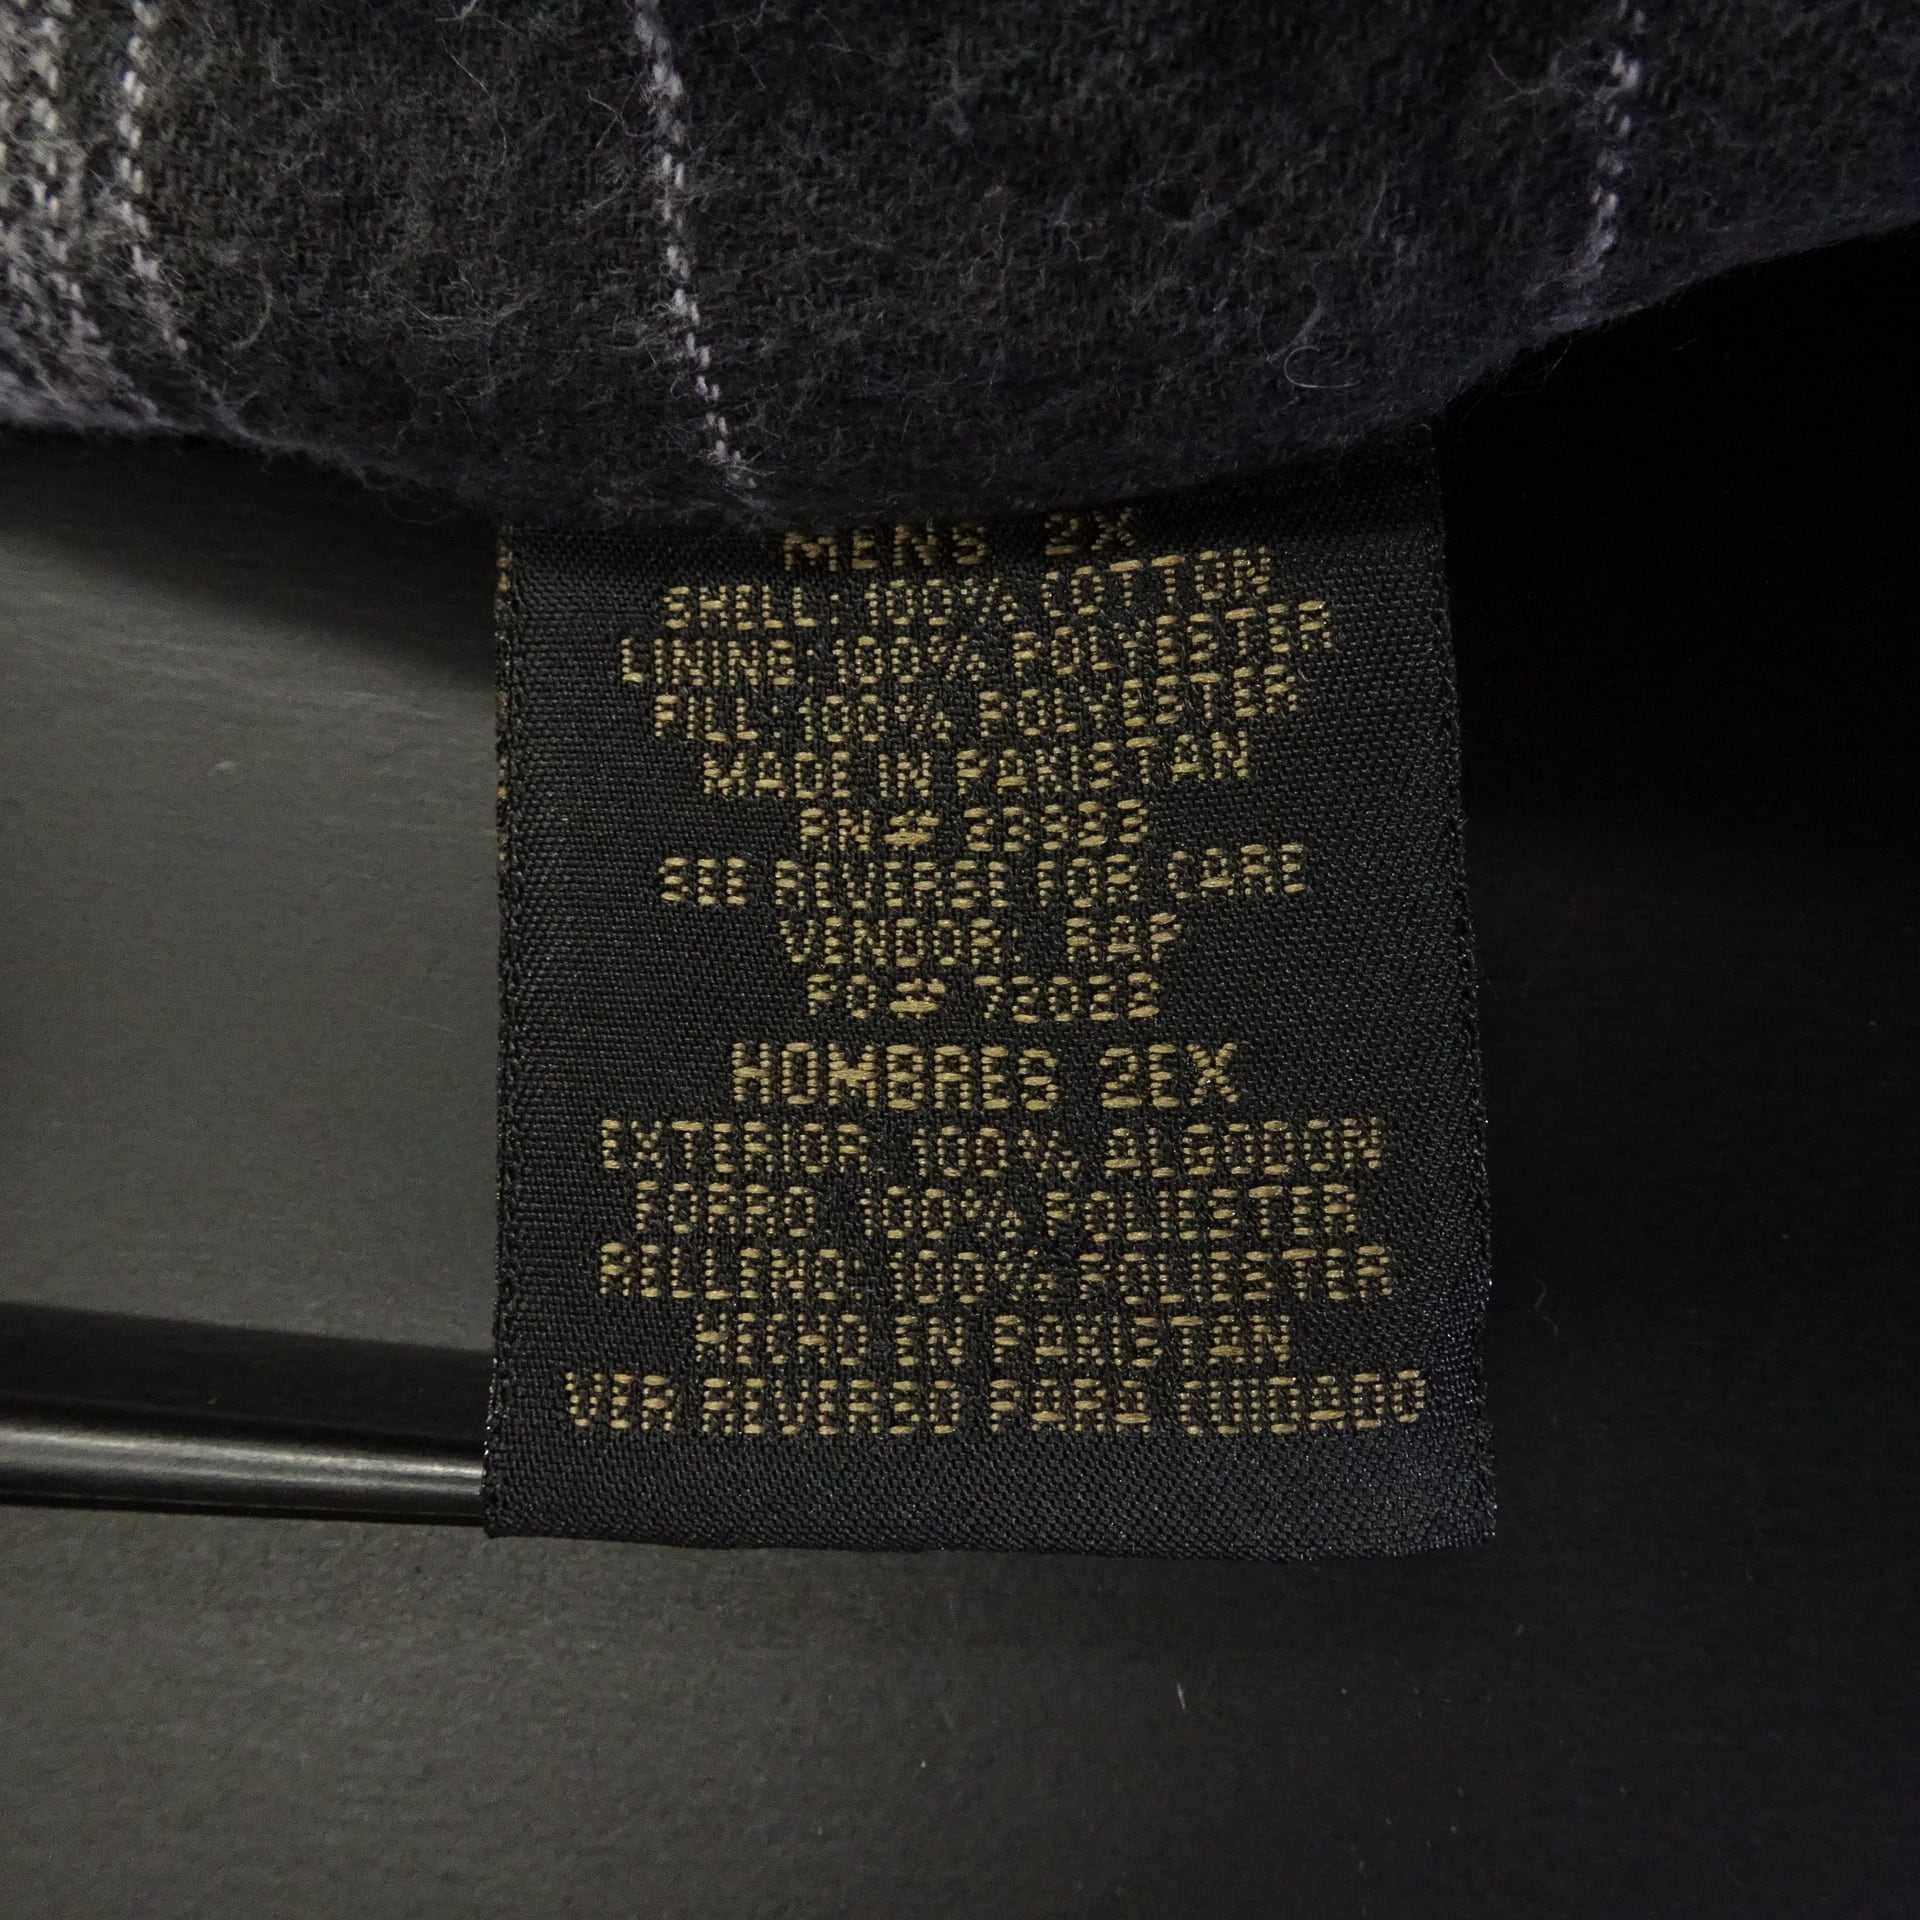 MENS 2X
SHELL: 100% COTTON
LINING: 100% POLYESTER
FILL: 100% POLYESTER
MADE IN PAKISTAN
RN#
SEE REVERSE FOR CARE
VENDOR: RAP
PO# 72022
HOMBRES 2EX
EXTERIOR: 100% ALGODON
FORRO: 100% POLIESTER
RELLENO: 100% POLIESTER
HECHO EN PAKISTAN
VER REVERSO PARA CUIDADO